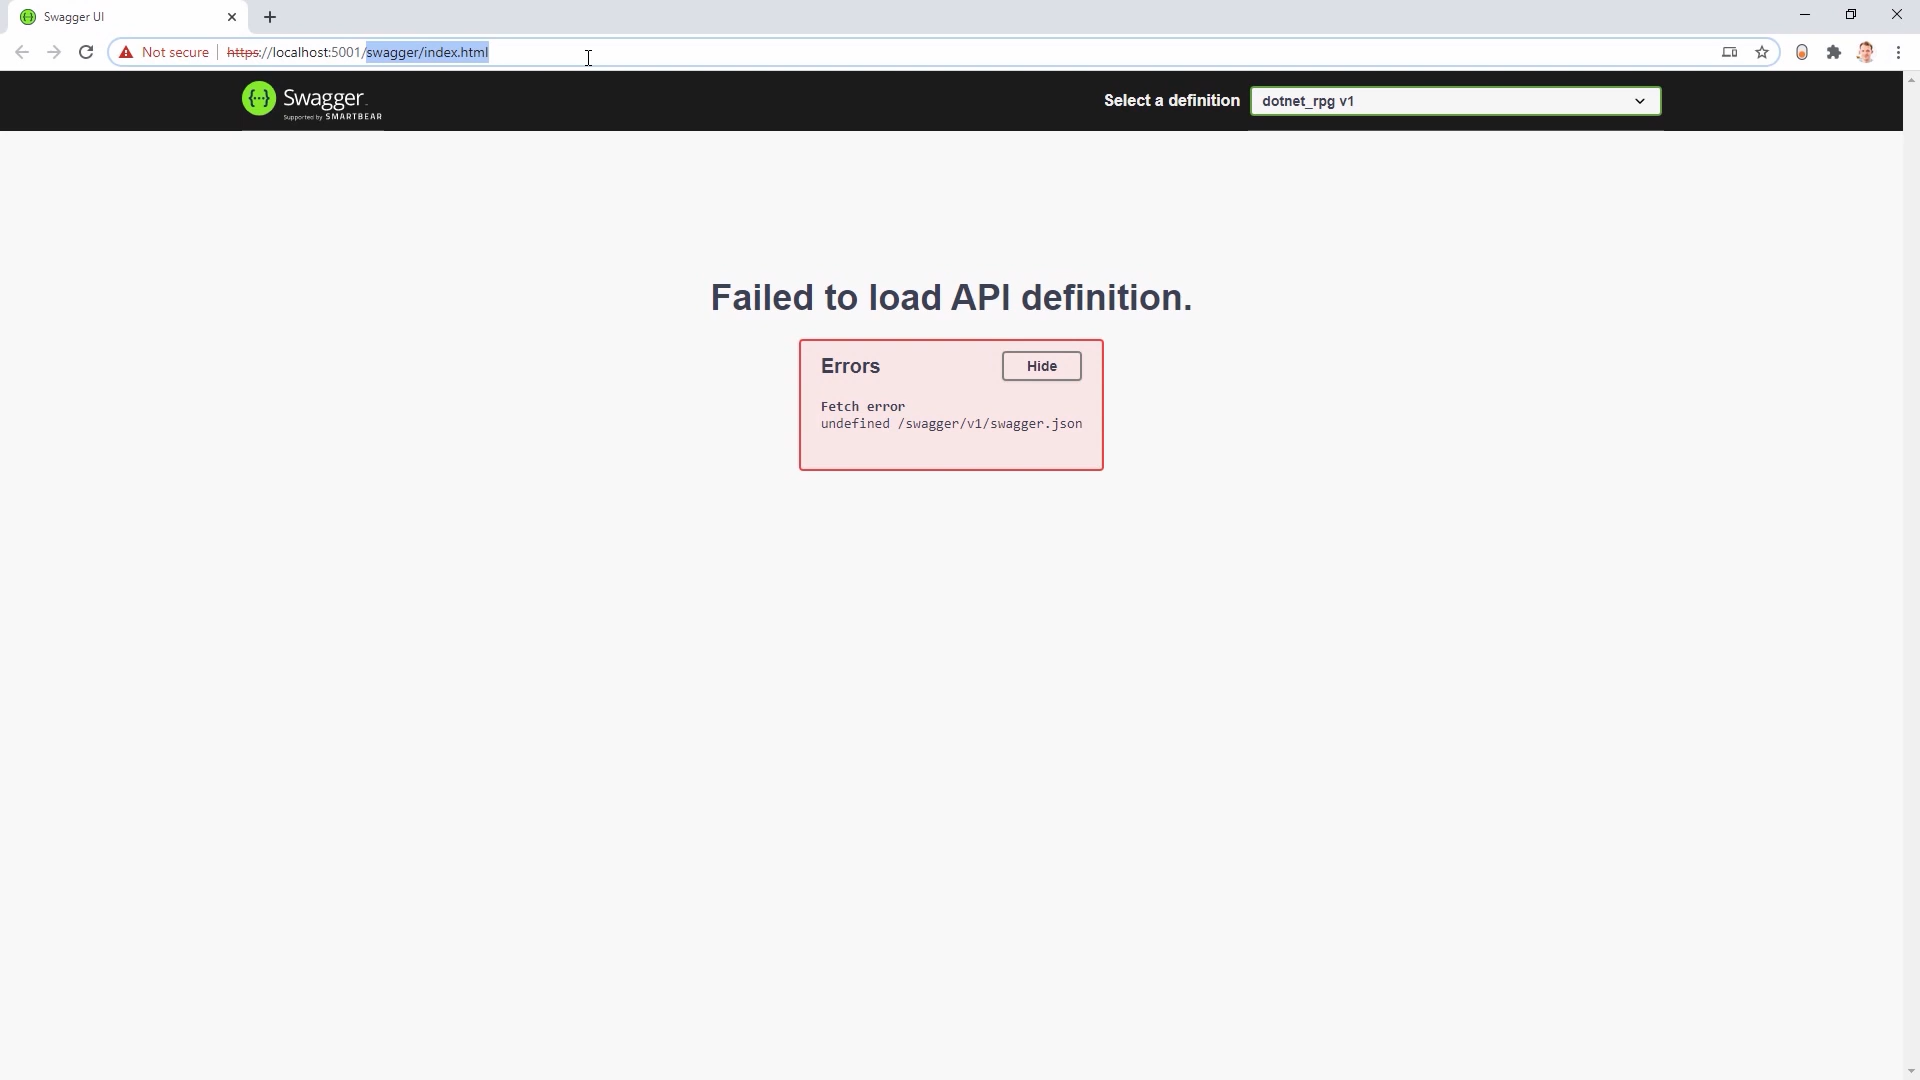 Swagger UI
Not secure
https://localhost:5001/swagger/index.html
Swagger
Supported by SMARTBEAR
Select a definition
dotnet_rpg v1
Failed to load API definition.
Errors
Hide
Fetch error
undefined /swagger/v1/swagger.json